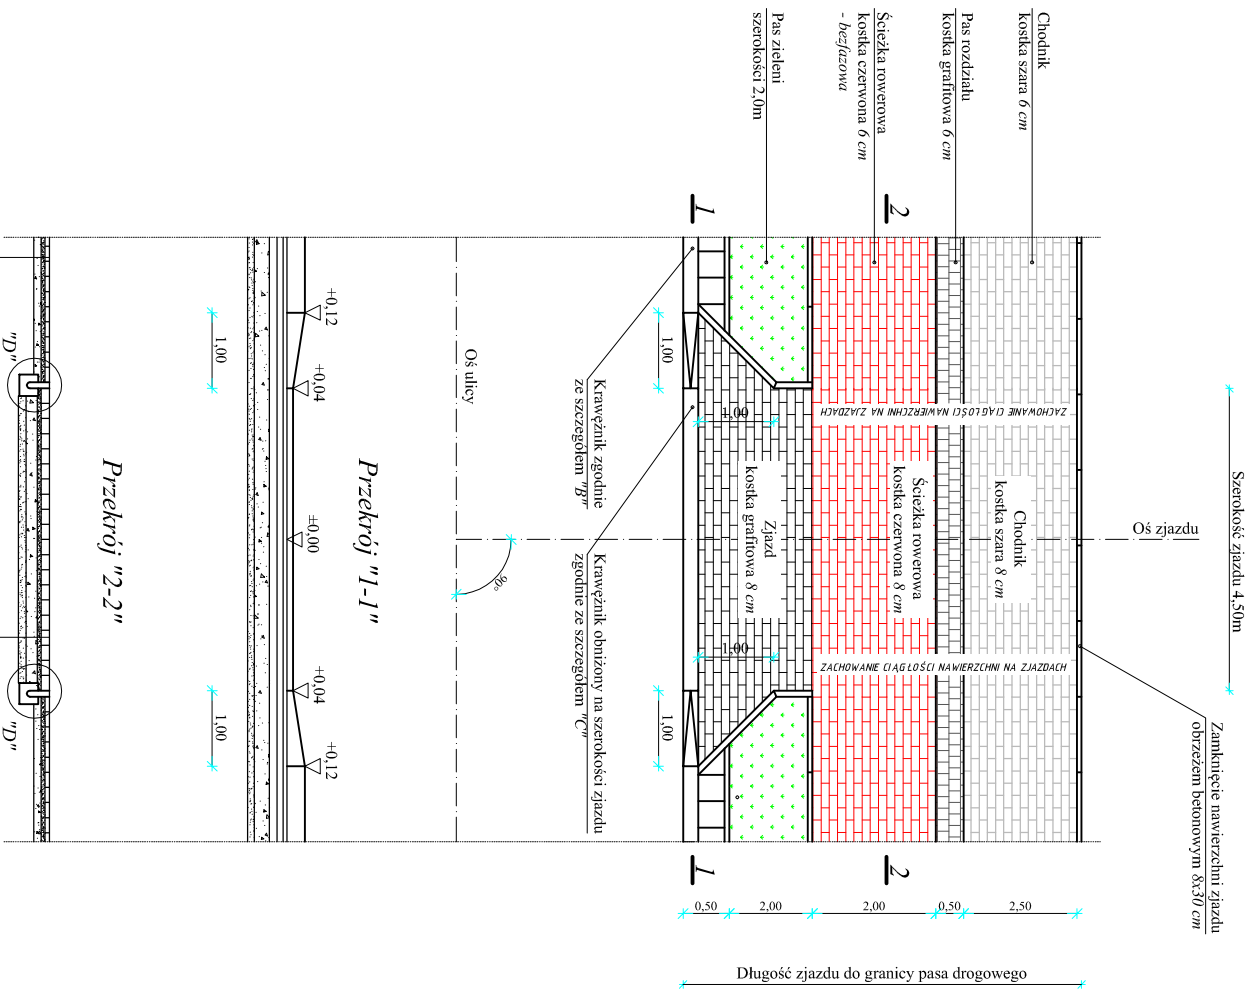 Chodnik
kostka szara 6 cm
Pas rozdziału
kostka grafitowa 6 cm
Ścieżka rowerowa
kostka czerwona 6 cm
- bezfazowa
Pas zieleni
szerokości 2,0m
Szerokość zjazdu 4,50m
Oś zjazdu
Zamknięcie nawierzchni zjazdu
obrzeżem betonowym 8x30 cm
2
2
1
1
ZACHOWANIE CIĄGŁOŚCI NAWIERZCHNI NA ZJAZDACH
ZACHOWANIE CIĄGŁOŚCI NAWIERZCHNI NA ZJAZDACH
Chodnik
kostka szara 8 cm
Ścieżka rowerowa
kostka czerwona 8 cm
Zjazd
kostka grafitowa 8 cm
1,00
1,00
1,00
1,00
0,50
2,00
2,00
0,50
2,50
Długość zjazdu do granicy pasa drogowego
Krawężnik zgodnie
ze szczegółem "B"
Krawężnik obniżony na szerokości zjazdu
zgodnie ze szczegółem "C"
Oś ulicy
90°
Przekrój "1-1"
+0,12
+0,04
±0,00
+0,04
+0,12
1,00
1,00
Przekrój "2-2"
"D"
"D"